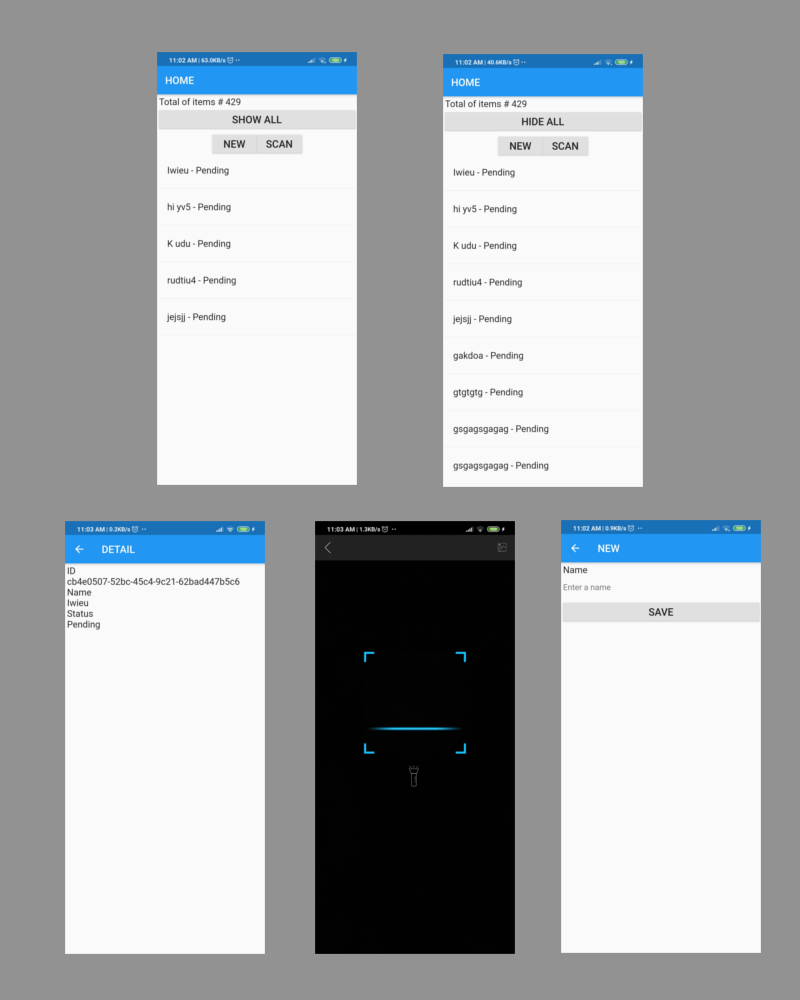 11:02 AM | 63.0KB/s
HOME
Total of items # 429
SHOW ALL
NEW SCAN
Iwieu - Pending
hi yv5 - Pending
K udu - Pending
rudtiu4 - Pending
jejsjj - Pending
11:02 AM | 40.6KB/s
HOME
Total of items # 429
HIDE ALL
NEW SCAN
Iwieu - Pending
hi yv5 - Pending
K udu - Pending
rudtiu4 - Pending
jejsjj - Pending
gakdoa - Pending
gtgtgtg - Pending
gsgagsgagag - Pending
gsgagsgagag - Pending
11:03 AM | 0.2KB/s
DETAIL
ID
cb4e0507-52bc-45c4-9c21-62bad447b5c6
Name
Iwieu
Status
Pending
11:03 AM | 1.3KB/s
11:02 AM | 0.9KB/s
NEW
Name
Enter a name
SAVE